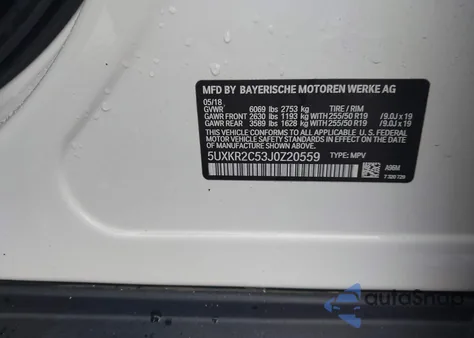 MFD BY BAYERISCHE MOTOREN WERKE AG
05/18
GVWR 6069 lbs 2753 kg TIRE / RIM
GAWR FRONT 2630 lbs 1193 kg WITH 255/50 R19 /9.0J x 19
GAWR REAR 3589 lbs 1628 kg WITH 255/50 R19 /9.0J x 19
THIS VEHICLE CONFORMS TO ALL APPLICABLE U. S. FEDERAL
MOTOR VEHICLE SAFETY STANDARDS IN EFFECT ON THE
DATE OF MANUFACTURE SHOWN ABOVE.
5UXKR2C53J0Z20559 TYPE: MPV
A96M
autoSnap